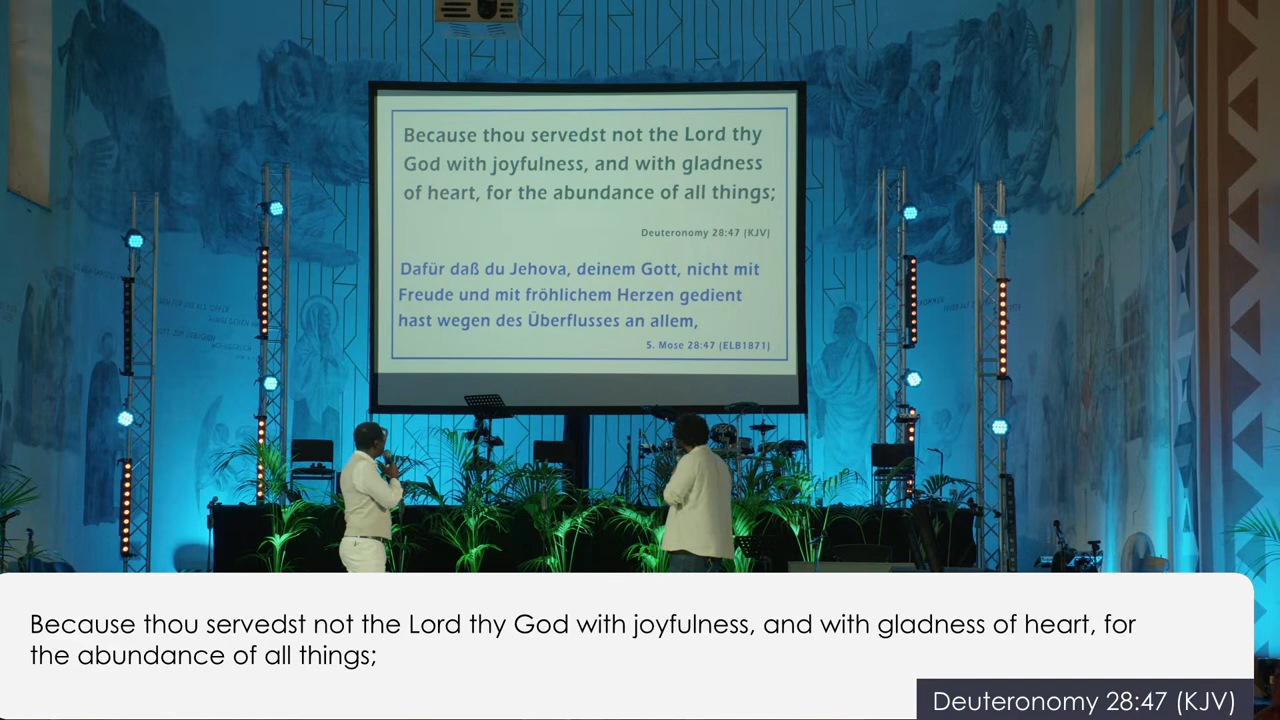 Because thou servedst not the Lord thy
God with joyfulness, and with gladness
of heart, for the abundance of all things;
Deuteronomy 28:47 (KJV)
Dafür daß du Jehova, deinem Gott, nicht mit
Freude und mit fröhlichem Herzen gedient
hast wegen des Überflusses an allem,
5. Mose 28:47 (ELB1871)
Because thou servedst not the Lord thy God with joyfulness, and with gladness of heart, for
the abundance of all things;
Deuteronomy 28:47 (KJV)